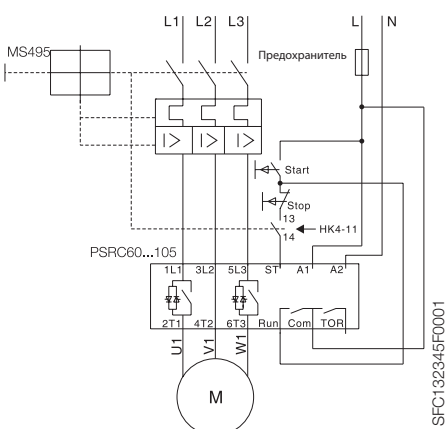 L1 L2 L3 L N
MS495
Предохранитель
Start
Stop
13
14 HK4-11
PSRC60...105
1L1 3L2 5L3 ST A1 A2
2T1 4T2 6T3 Run Com TOR
U1 V1 W1
M
SFC132345F0001